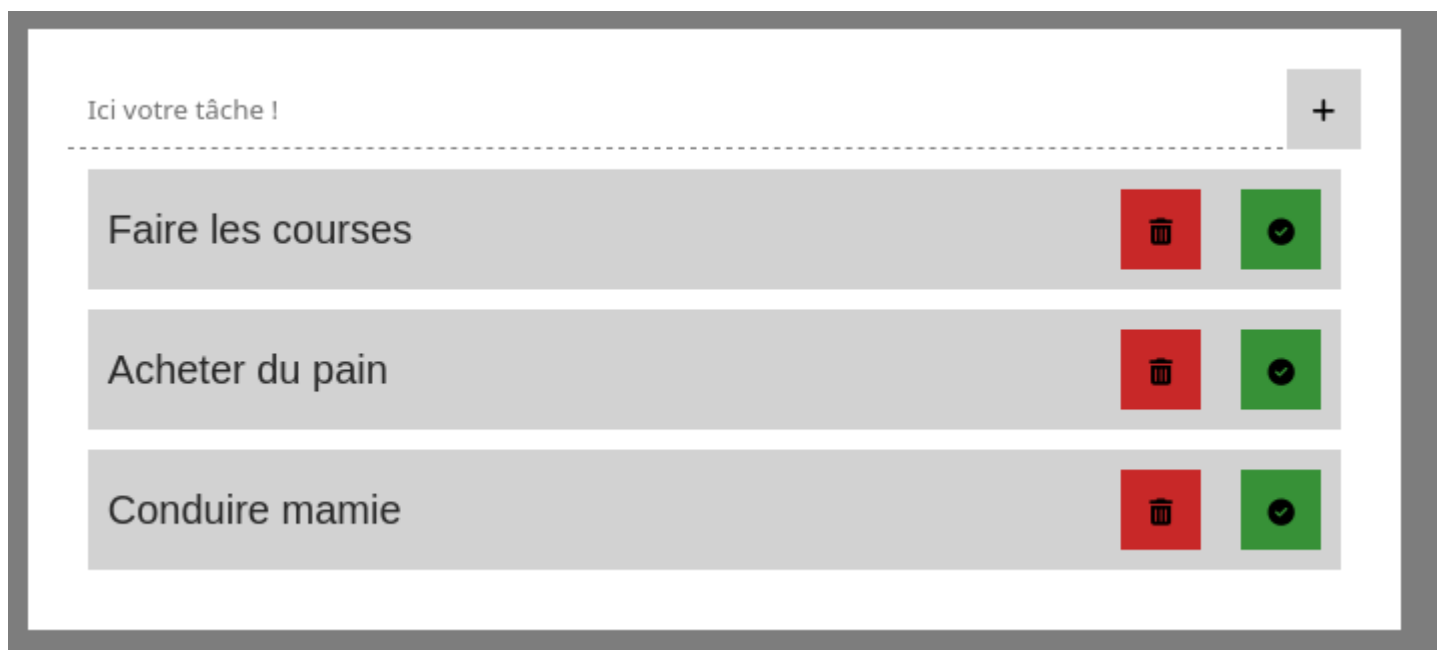 Ici votre tâche !
+
Faire les courses
Acheter du pain
Conduire mamie